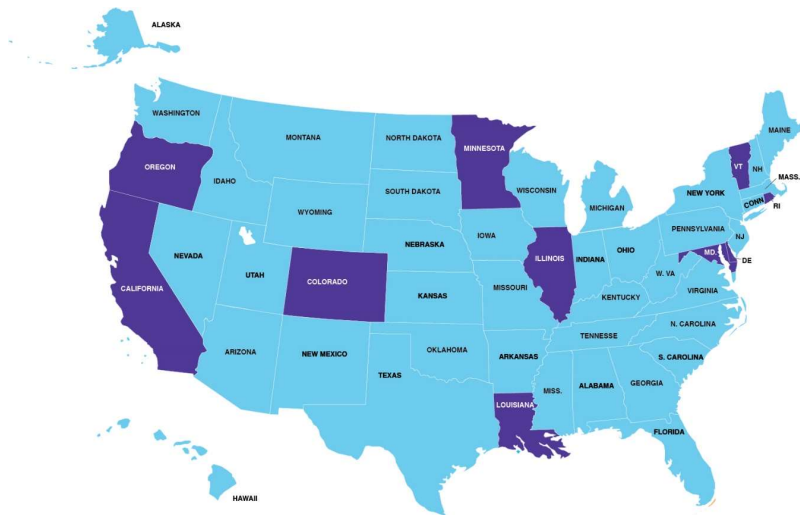 ALASKA
WASHINGTON
MONTANA
NORTH DAKOTA
MINNESOTA
MAINE
OREGON
IDAHO
SOUTH DAKOTA
WISCONSIN
MICHIGAN
VT
NH
MASS.
NEW YORK
CONN
RI
WYOMING
IOWA
PENNSYLVANIA
NJ
NEVADA
UTAH
COLORADO
NEBRASKA
ILLINOIS
INDIANA
OHIO
MD.
DE
W. VA
VIRGINIA
CALIFORNIA
KANSAS
MISSOURI
KENTUCKY
N. CAROLINA
TENNESSE
ARIZONA
NEW MEXICO
OKLAHOMA
ARKANSAS
S. CAROLINA
TEXAS
LOUISIANA
MISS.
ALABAMA
GEORGIA
FLORIDA
HAWAII